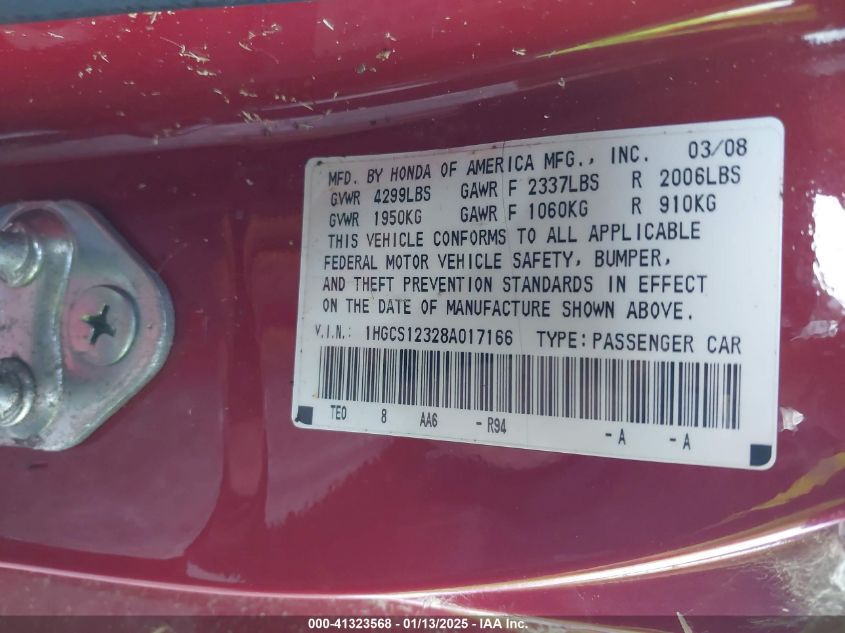 MFD. BY HONDA OF AMERICA MFG., INC. 03/08
GVWR 4299LBS GAWR F 2337LBS R 2006LBS
GVWR 1950KG GAWR F 1060KG R 910KG
THIS VEHICLE CONFORMS TO ALL APPLICABLE
FEDERAL MOTOR VEHICLE SAFETY, BUMPER,
AND THEFT PREVENTION STANDARDS IN EFFECT
ON THE DATE OF MANUFACTURE SHOWN ABOVE.
V.I.N.: 1HGCS12328A017166 TYPE: PASSENGER CAR
TE0 8 AA6 - R94 - A - A
000-41323568 - 01/13/2025 - IAA, Inc.